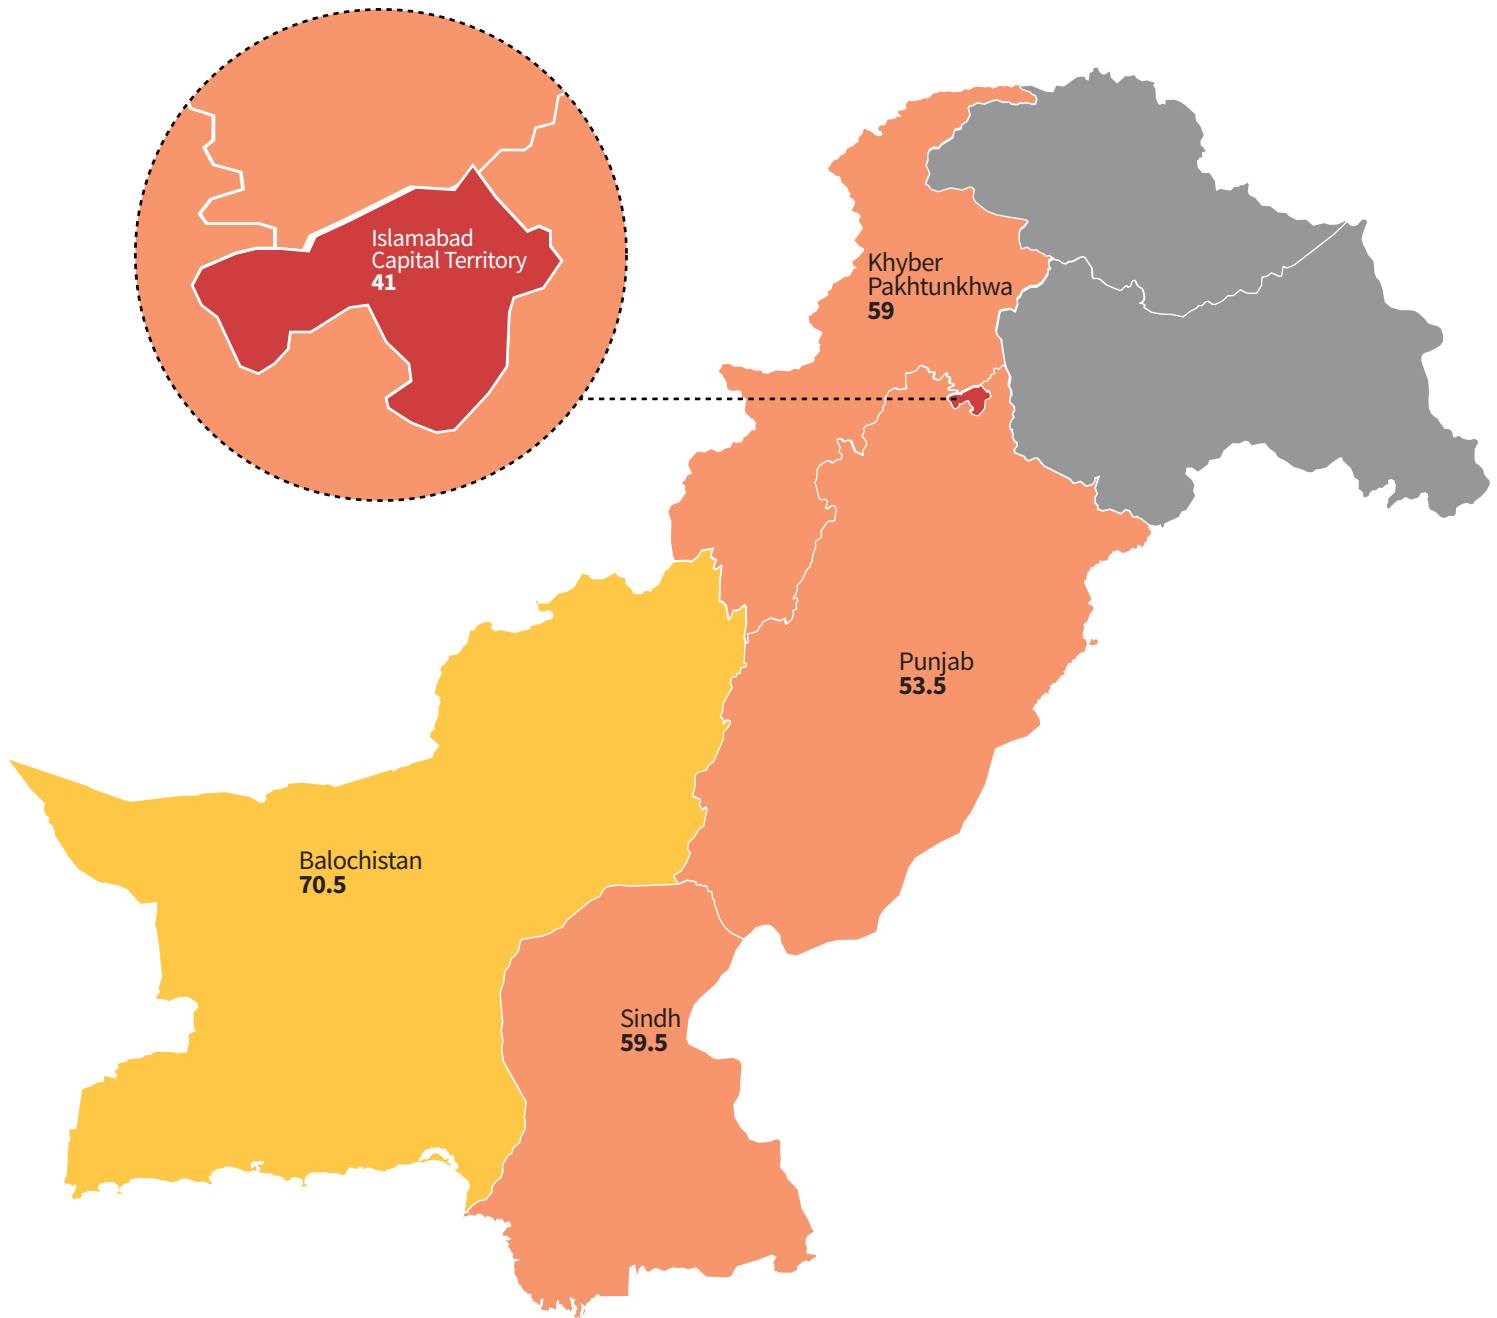 Islamabad
Capital Territory
41
Khyber
Pakhtunkhwa
59
Punjab
53.5
Balochistan
70.5
Sindh
59.5